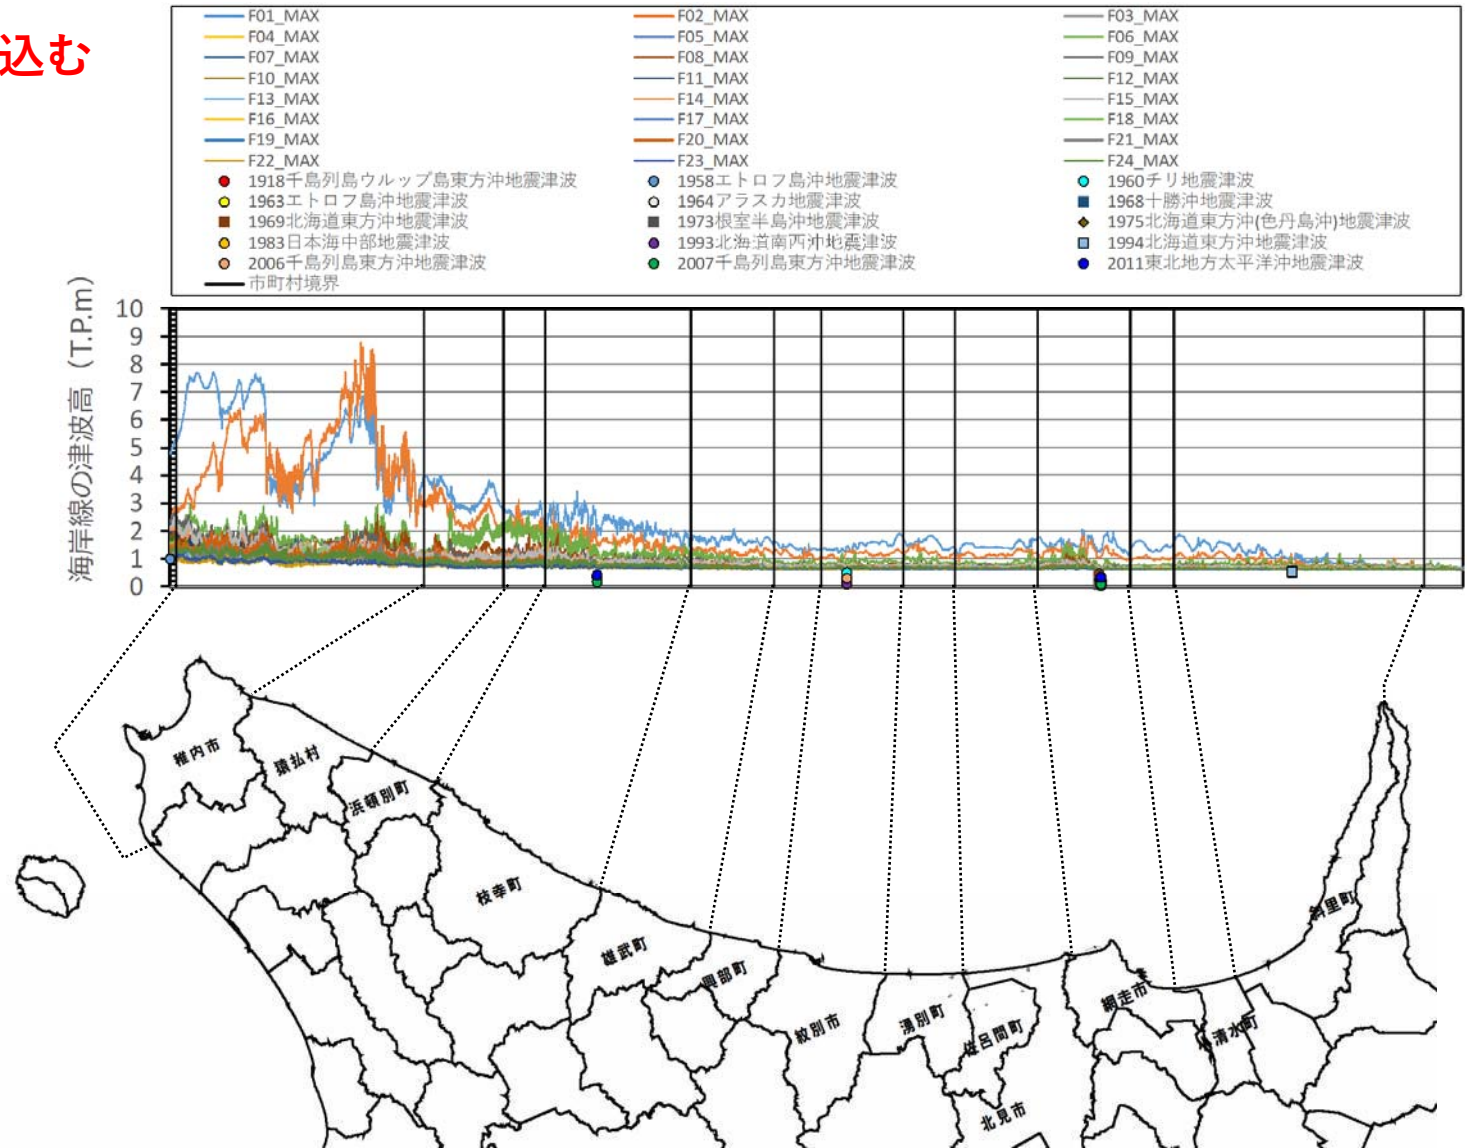 込む
F01_MAX F02_MAX F03_MAX
F04_MAX F05_MAX F06_MAX
F07_MAX F08_MAX F09_MAX
F10_MAX F11_MAX F12_MAX
F13_MAX F14_MAX F15_MAX
F16_MAX F17_MAX F18_MAX
F19_MAX F20_MAX F21_MAX
F22_MAX F23_MAX F24_MAX
1918千島列島ウルップ島東方沖地震津波 1958エトロフ島沖地震津波 1960チリ地震津波
1963エトロフ島沖地震津波 1964アラスカ地震津波 1968十勝沖地震津波
1969北海道東方沖地震津波 1973根室半島沖地震津波 1975北海道東方沖(色丹島沖)地震津波
1983日本海中部地震津波 1993北海道南西沖地震津波 1994北海道東方沖地震津波
2006千島列島東方沖地震津波 2007千島列島東方沖地震津波 2011東北地方太平洋沖地震津波
市町村境界
海岸線の津波高（T.P.m）
10
9
8
7
6
5
4
3
2
1
0
稚内市
猿払村
浜頓別町
枝幸町
雄武町
興部町
紋別市
湧別町
佐呂間町
北見市
網走市
小清水町
斜里町